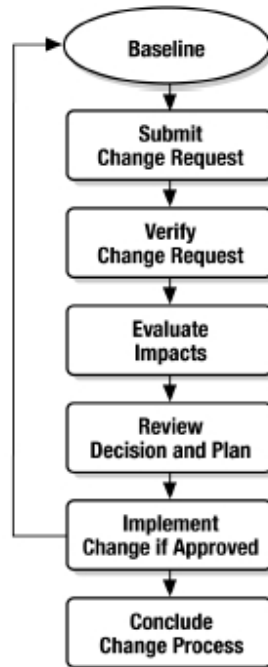 Baseline
Submit
Change Request
Verify
Change Request
Evaluate
Impacts
Review
Decision and Plan
Implement
Change if Approved
Conclude
Change Process